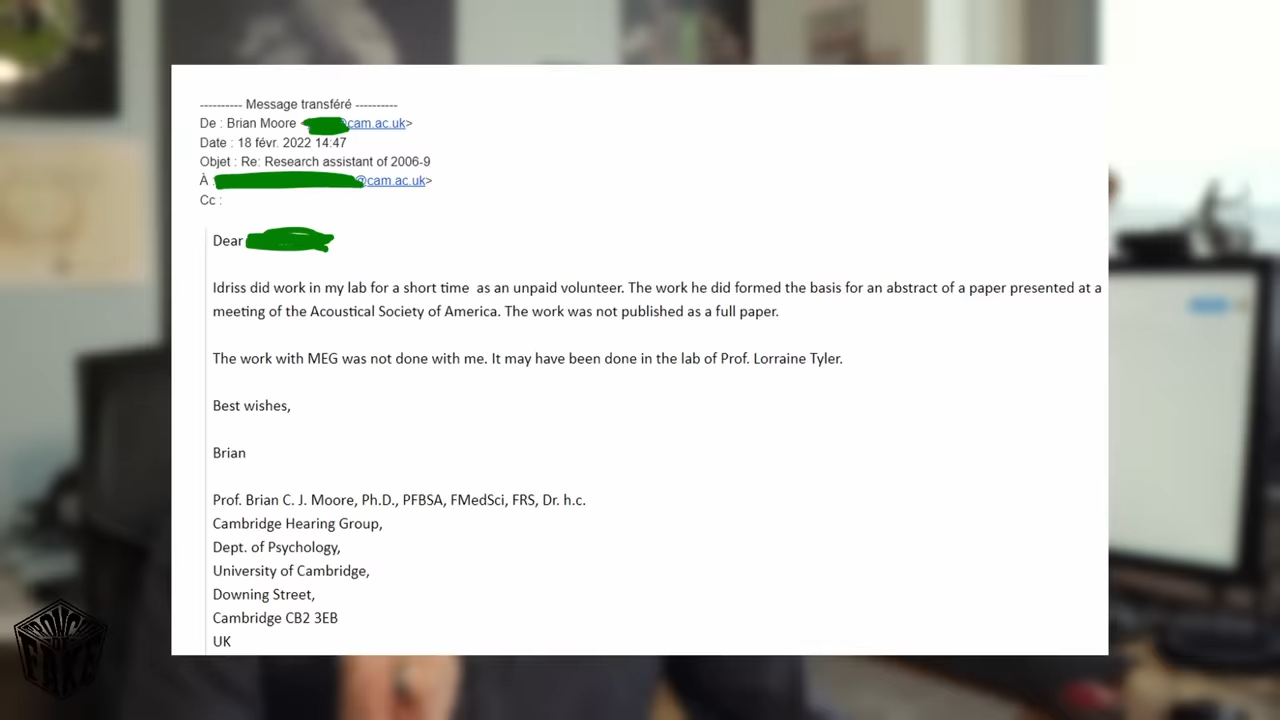 ---------- Message transféré ----------
De : Brian Moore < @cam.ac.uk>
Date : 18 févr. 2022 14:47
Objet : Re: Research assistant of 2006-9
À : @cam.ac.uk>
Cc :
Dear
Idriss did work in my lab for a short time  as an unpaid volunteer. The work he did formed the basis for an abstract of a paper presented at a
meeting of the Acoustical Society of America. The work was not published as a full paper.
The work with MEG was not done with me. It may have been done in the lab of Prof. Lorraine Tyler.
Best wishes,
Brian
Prof. Brian C. J. Moore, Ph.D., PFBSA, FMedSci, FRS, Dr. h.c.
Cambridge Hearing Group,
Dept. of Psychology,
University of Cambridge,
Downing Street,
Cambridge CB2 3EB
UK
FAKE